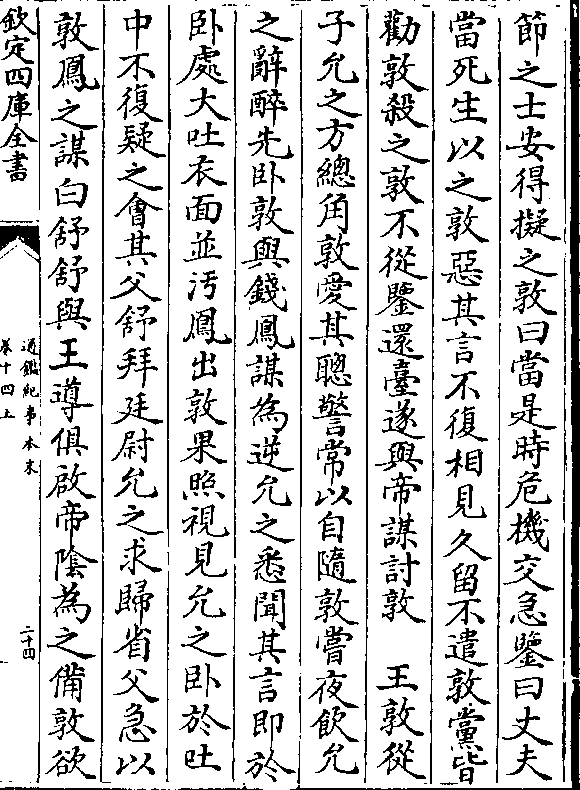 節之士安得擬之敦曰當是時危機交急鑒曰丈夫
當死生以之敦惡其言不復相見久留不遣敦黨皆
勸敦殺之敦不從鑒還臺遂與帝謀討敦　王敦從
子允之方總角敦愛其聰警常以自隨敦嘗夜飲允
之辭醉先卧敦與錢鳳謀為逆允之悉聞其言即於
卧處大吐衣面並汚鳳出敦果照視見允之卧於吐
中不復疑之會其父舒拜廷尉允之求歸省父急以
敦鳳之謀白舒舒與王導俱啟帝隂為之備敦欲
欽定四庫全書
通鑑紀事本末
卷十四上
二十四